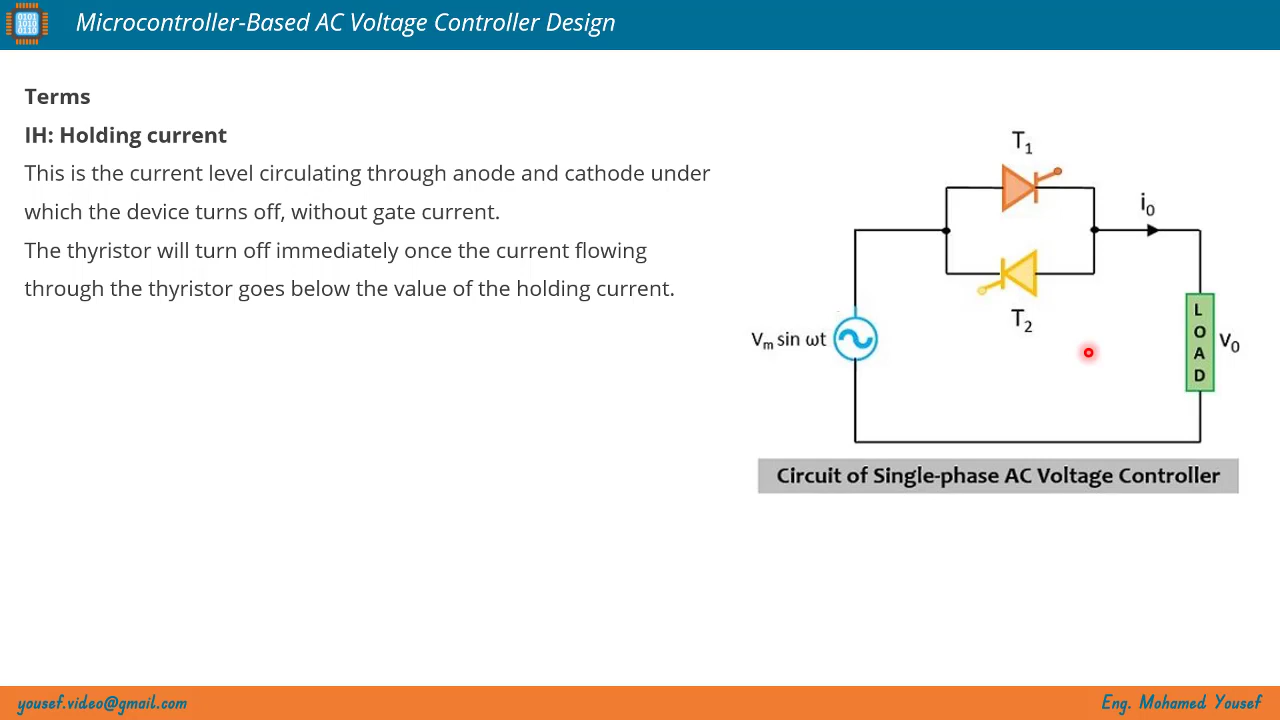 0101
1010
0110
Microcontroller-Based AC Voltage Controller Design
Terms
IH: Holding current
This is the current level circulating through anode and cathode under
which the device turns off, without gate current.
The thyristor will turn off immediately once the current flowing
through the thyristor goes below the value of the holding current.
T1
i0
T2
Vm sin ωt
LOAD
v0
Circuit of Single-phase AC Voltage Controller
yousef.video@gmail.com
Eng. Mohamed Yousef